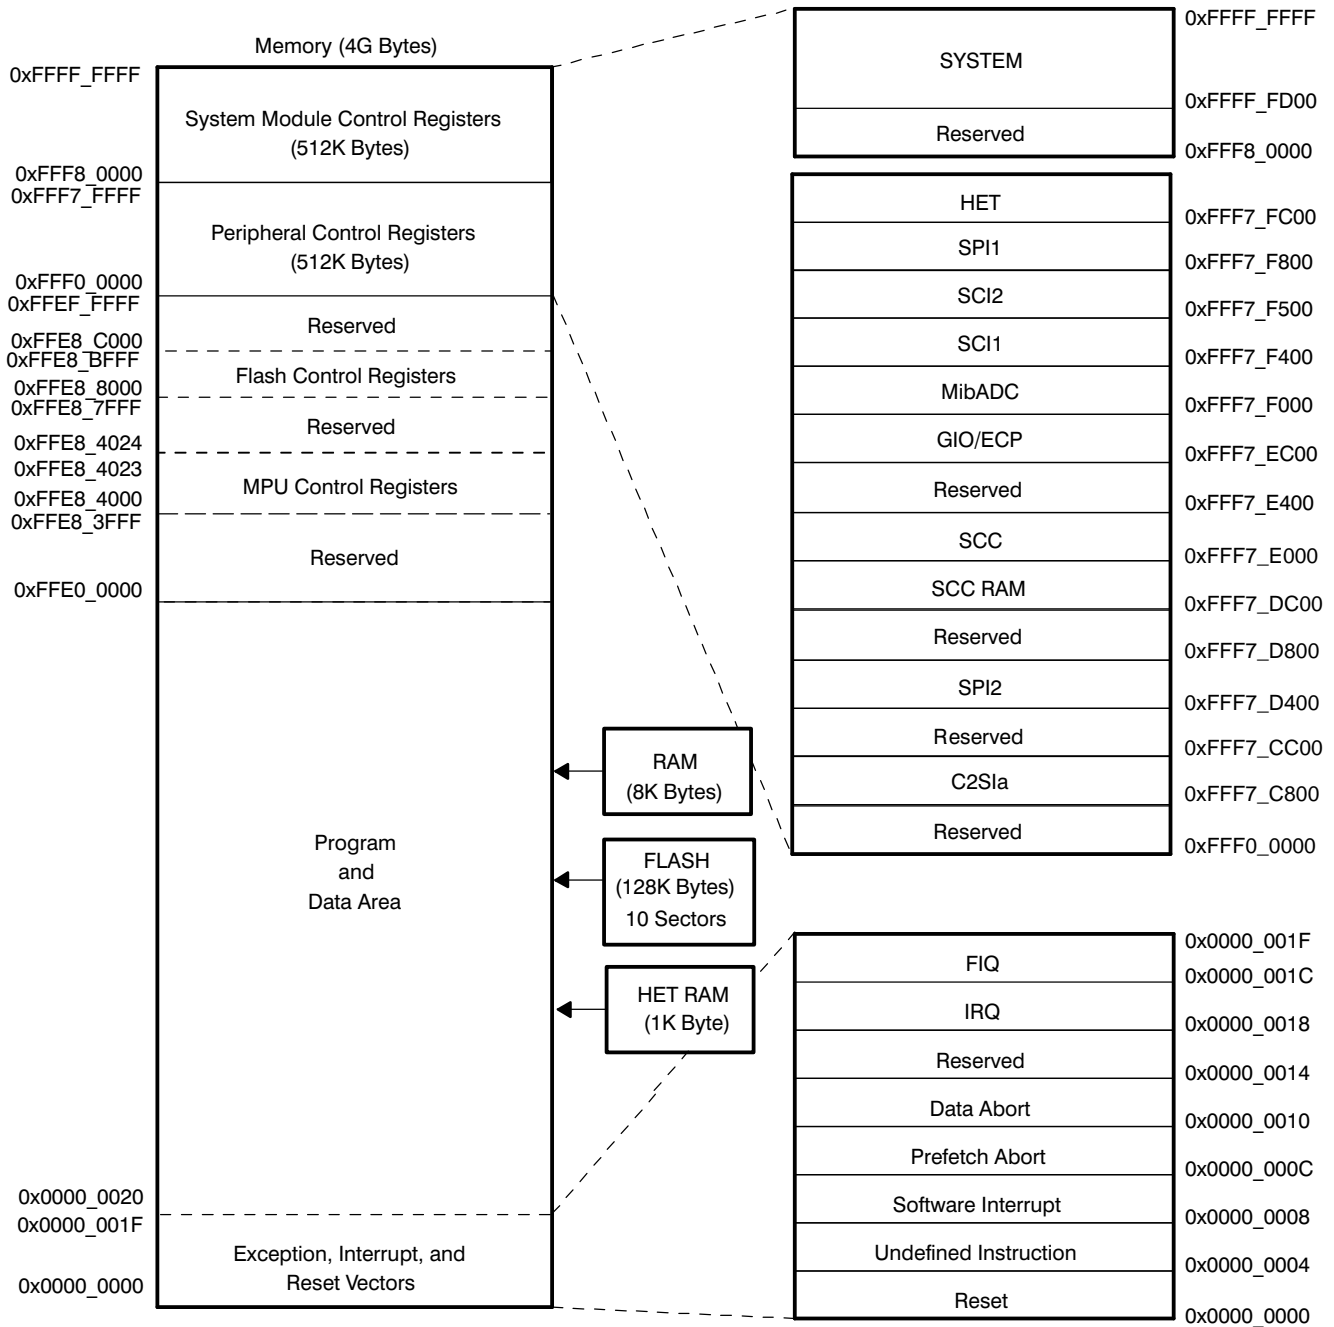 Memory (4G Bytes)
0xFFFF_FFFF
System Module Control Registers
(512K Bytes)
0xFFF8_0000
0xFFF7_FFFF
Peripheral Control Registers
(512K Bytes)
0xFFF0_0000
0xFFEF_FFFF
Reserved
0xFFE8_C000
0xFFE8_BFFF
Flash Control Registers
0xFFE8_8000
0xFFE8_7FFF
Reserved
0xFFE8_4024
0xFFE8_4023
MPU Control Registers
0xFFE8_4000
0xFFE8_3FFF
Reserved
0xFFE0_0000
Program
and
Data Area
RAM
(8K Bytes)
FLASH
(128K Bytes)
10 Sectors
HET RAM
(1K Byte)
0x0000_0020
0x0000_001F
Exception, Interrupt, and
Reset Vectors
0x0000_0000
0xFFFF_FFFF
SYSTEM
0xFFFF_FD00
Reserved
0xFFF8_0000
HET
0xFFF7_FC00
SPI1
0xFFF7_F800
SCI2
0xFFF7_F500
SCI1
0xFFF7_F400
MibADC
0xFFF7_F000
GIO/ECP
0xFFF7_EC00
Reserved
0xFFF7_E400
SCC
0xFFF7_E000
SCC RAM
0xFFF7_DC00
Reserved
0xFFF7_D800
SPI2
0xFFF7_D400
Reserved
0xFFF7_CC00
C2SIa
0xFFF7_C800
Reserved
0xFFF0_0000
0x0000_001F
FIQ
0x0000_001C
IRQ
0x0000_0018
Reserved
0x0000_0014
Data Abort
0x0000_0010
Prefetch Abort
0x0000_000C
Software Interrupt
0x0000_0008
Undefined Instruction
0x0000_0004
Reset
0x0000_0000